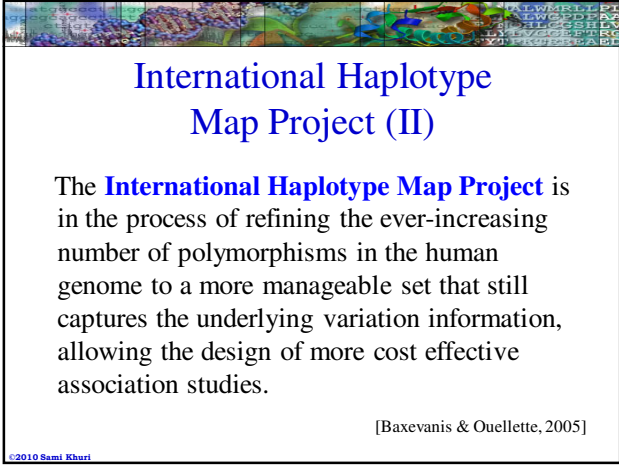 International Haplotype
Map Project (II)
The International Haplotype Map Project is
in the process of refining the ever-increasing
number of polymorphisms in the human
genome to a more manageable set that still
captures the underlying variation information,
allowing the design of more cost effective
association studies.
[Baxevanis & Ouellette, 2005]
©2010 Sami Khuri